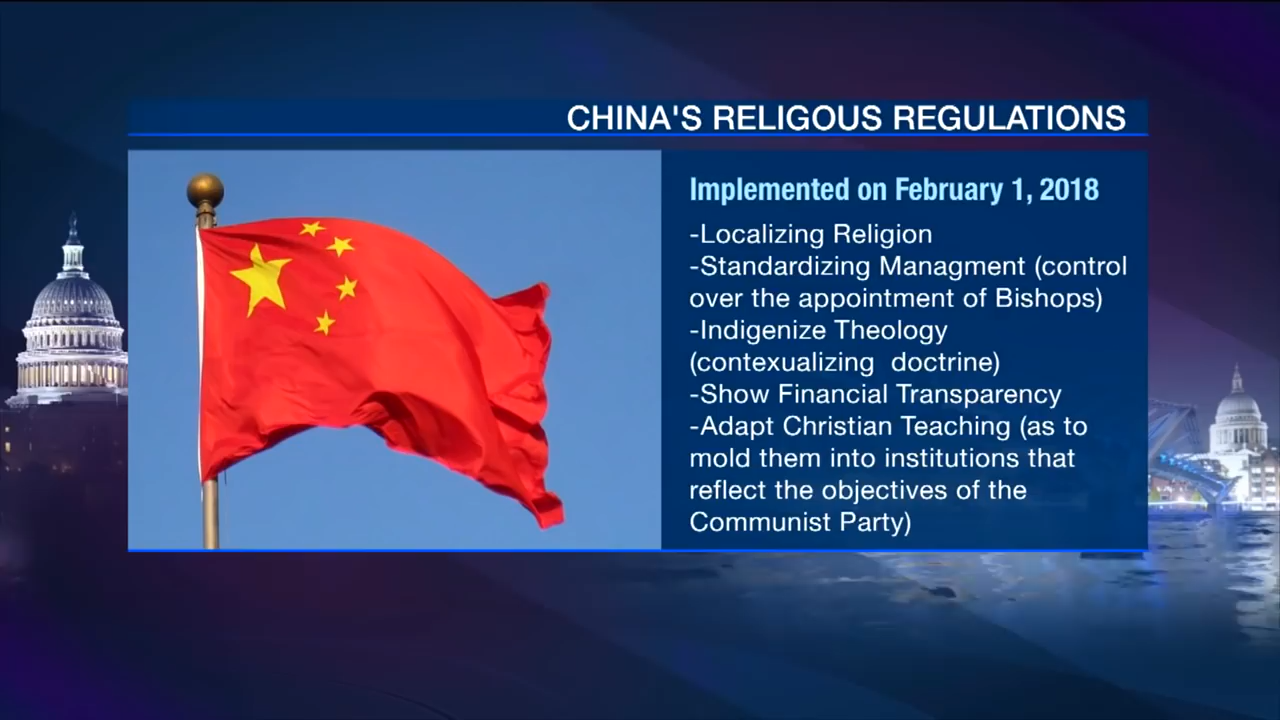 CHINA'S RELIGOUS REGULATIONS
Implemented on February 1, 2018
-Localizing Religion
-Standardizing Managment (control
over the appointment of Bishops)
-Indigenize Theology
(contexualizing doctrine)
-Show Financial Transparency
-Adapt Christian Teaching (as to
mold them into institutions that
reflect the objectives of the
Communist Party)